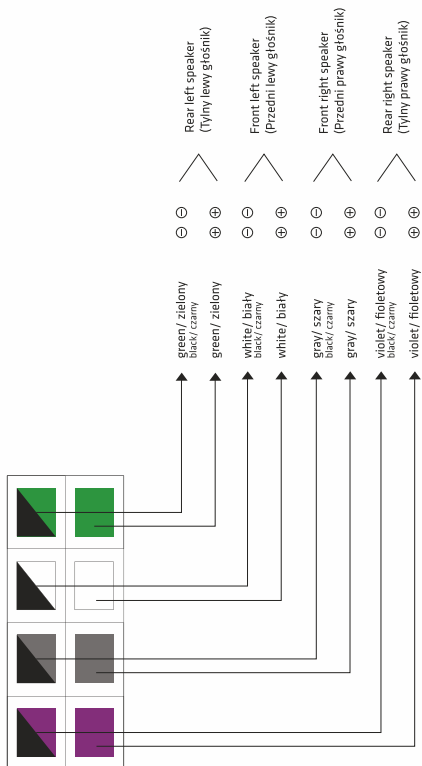 Rear left speaker
(Tylny lewy głośnik)
Front left speaker
(Przedni lewy głośnik)
Front right speaker
(Przedni prawy głośnik)
Rear right speaker
(Tylny prawy głośnik)
⊖ ⊖
⊕ ⊕
⊖ ⊖
⊕ ⊕
⊖ ⊖
⊕ ⊕
⊖ ⊖
⊕ ⊕
green/ zielony
black/ czarny
green/ zielony
white/ biały
black/ czarny
white/ biały
gray/ szary
black/ czarny
gray/ szary
violet/ fioletowy
black/ czarny
violet/ fioletowy